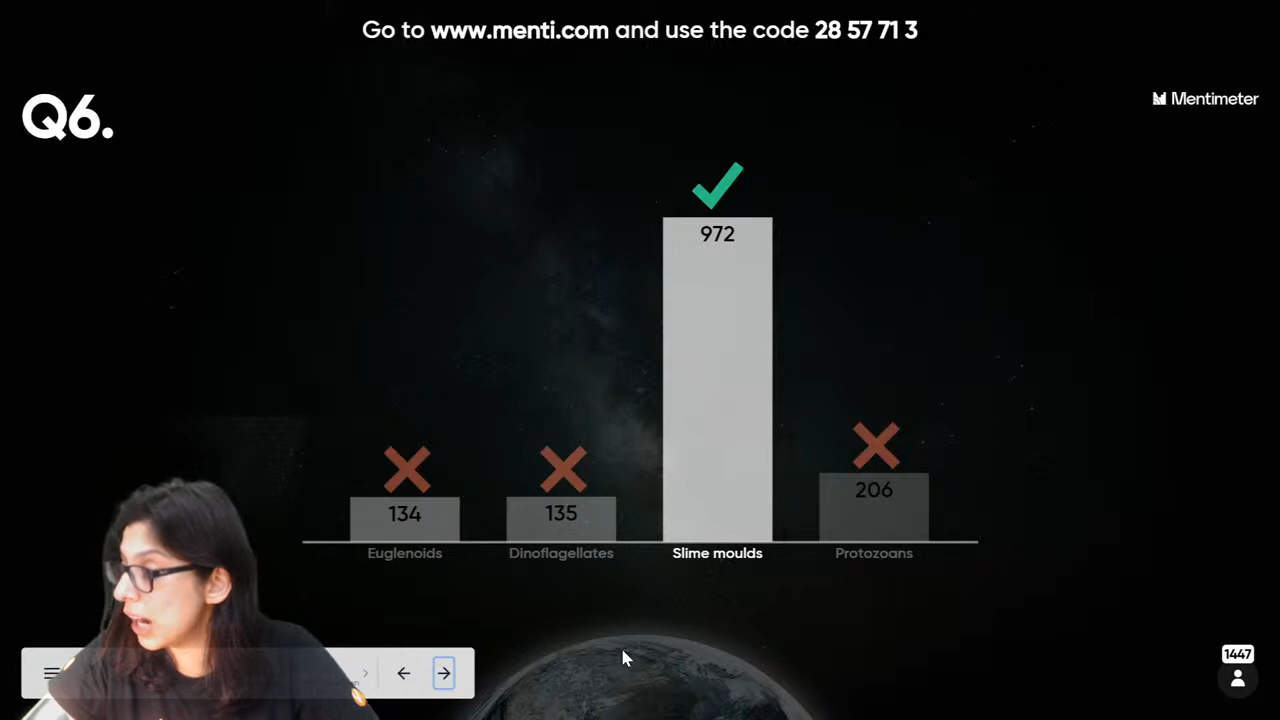 Go to www.menti.com and use the code 28 57 71 3
Q6.
Mentimeter
972
206
134
135
Euglenoids
Dinoflagellates
Slime moulds
Protozoans
1447